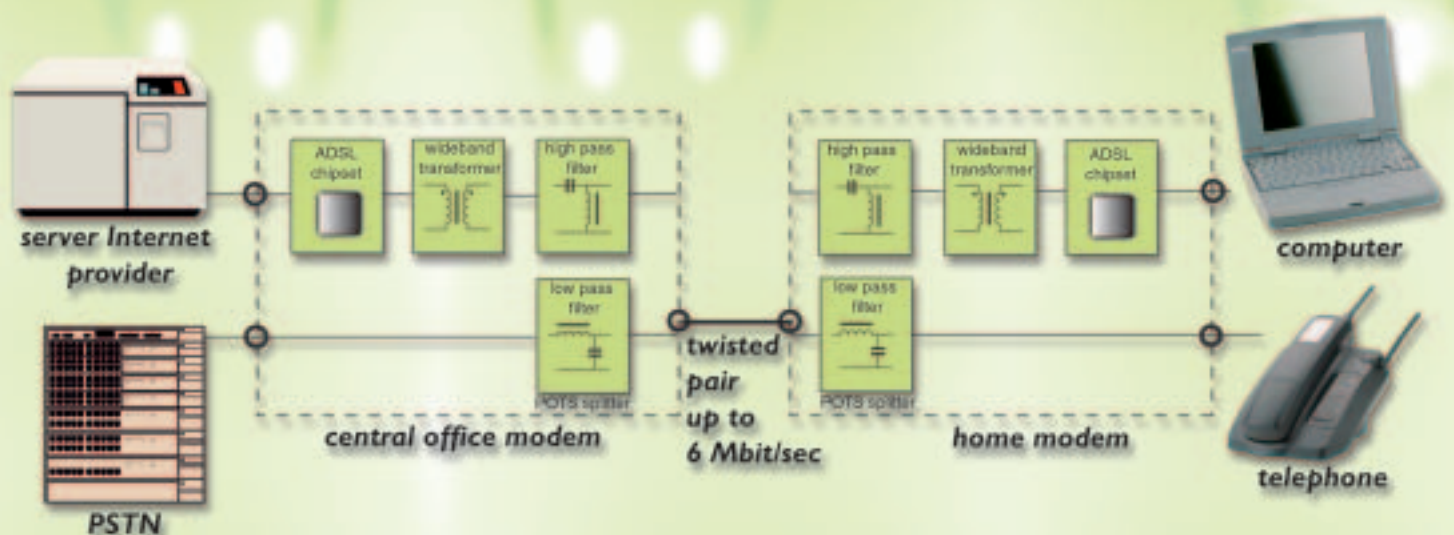 ADSL
chipset
wideband
transformer
high pass
filter
high pass
filter
wideband
transformer
ADSL
chipset
server Internet
provider
computer
low pass
filter
low pass
filter
twisted
pair
up to
6 Mbit/sec
POTS splitter
POTS splitter
central office modem
home modem
telephone
PSTN